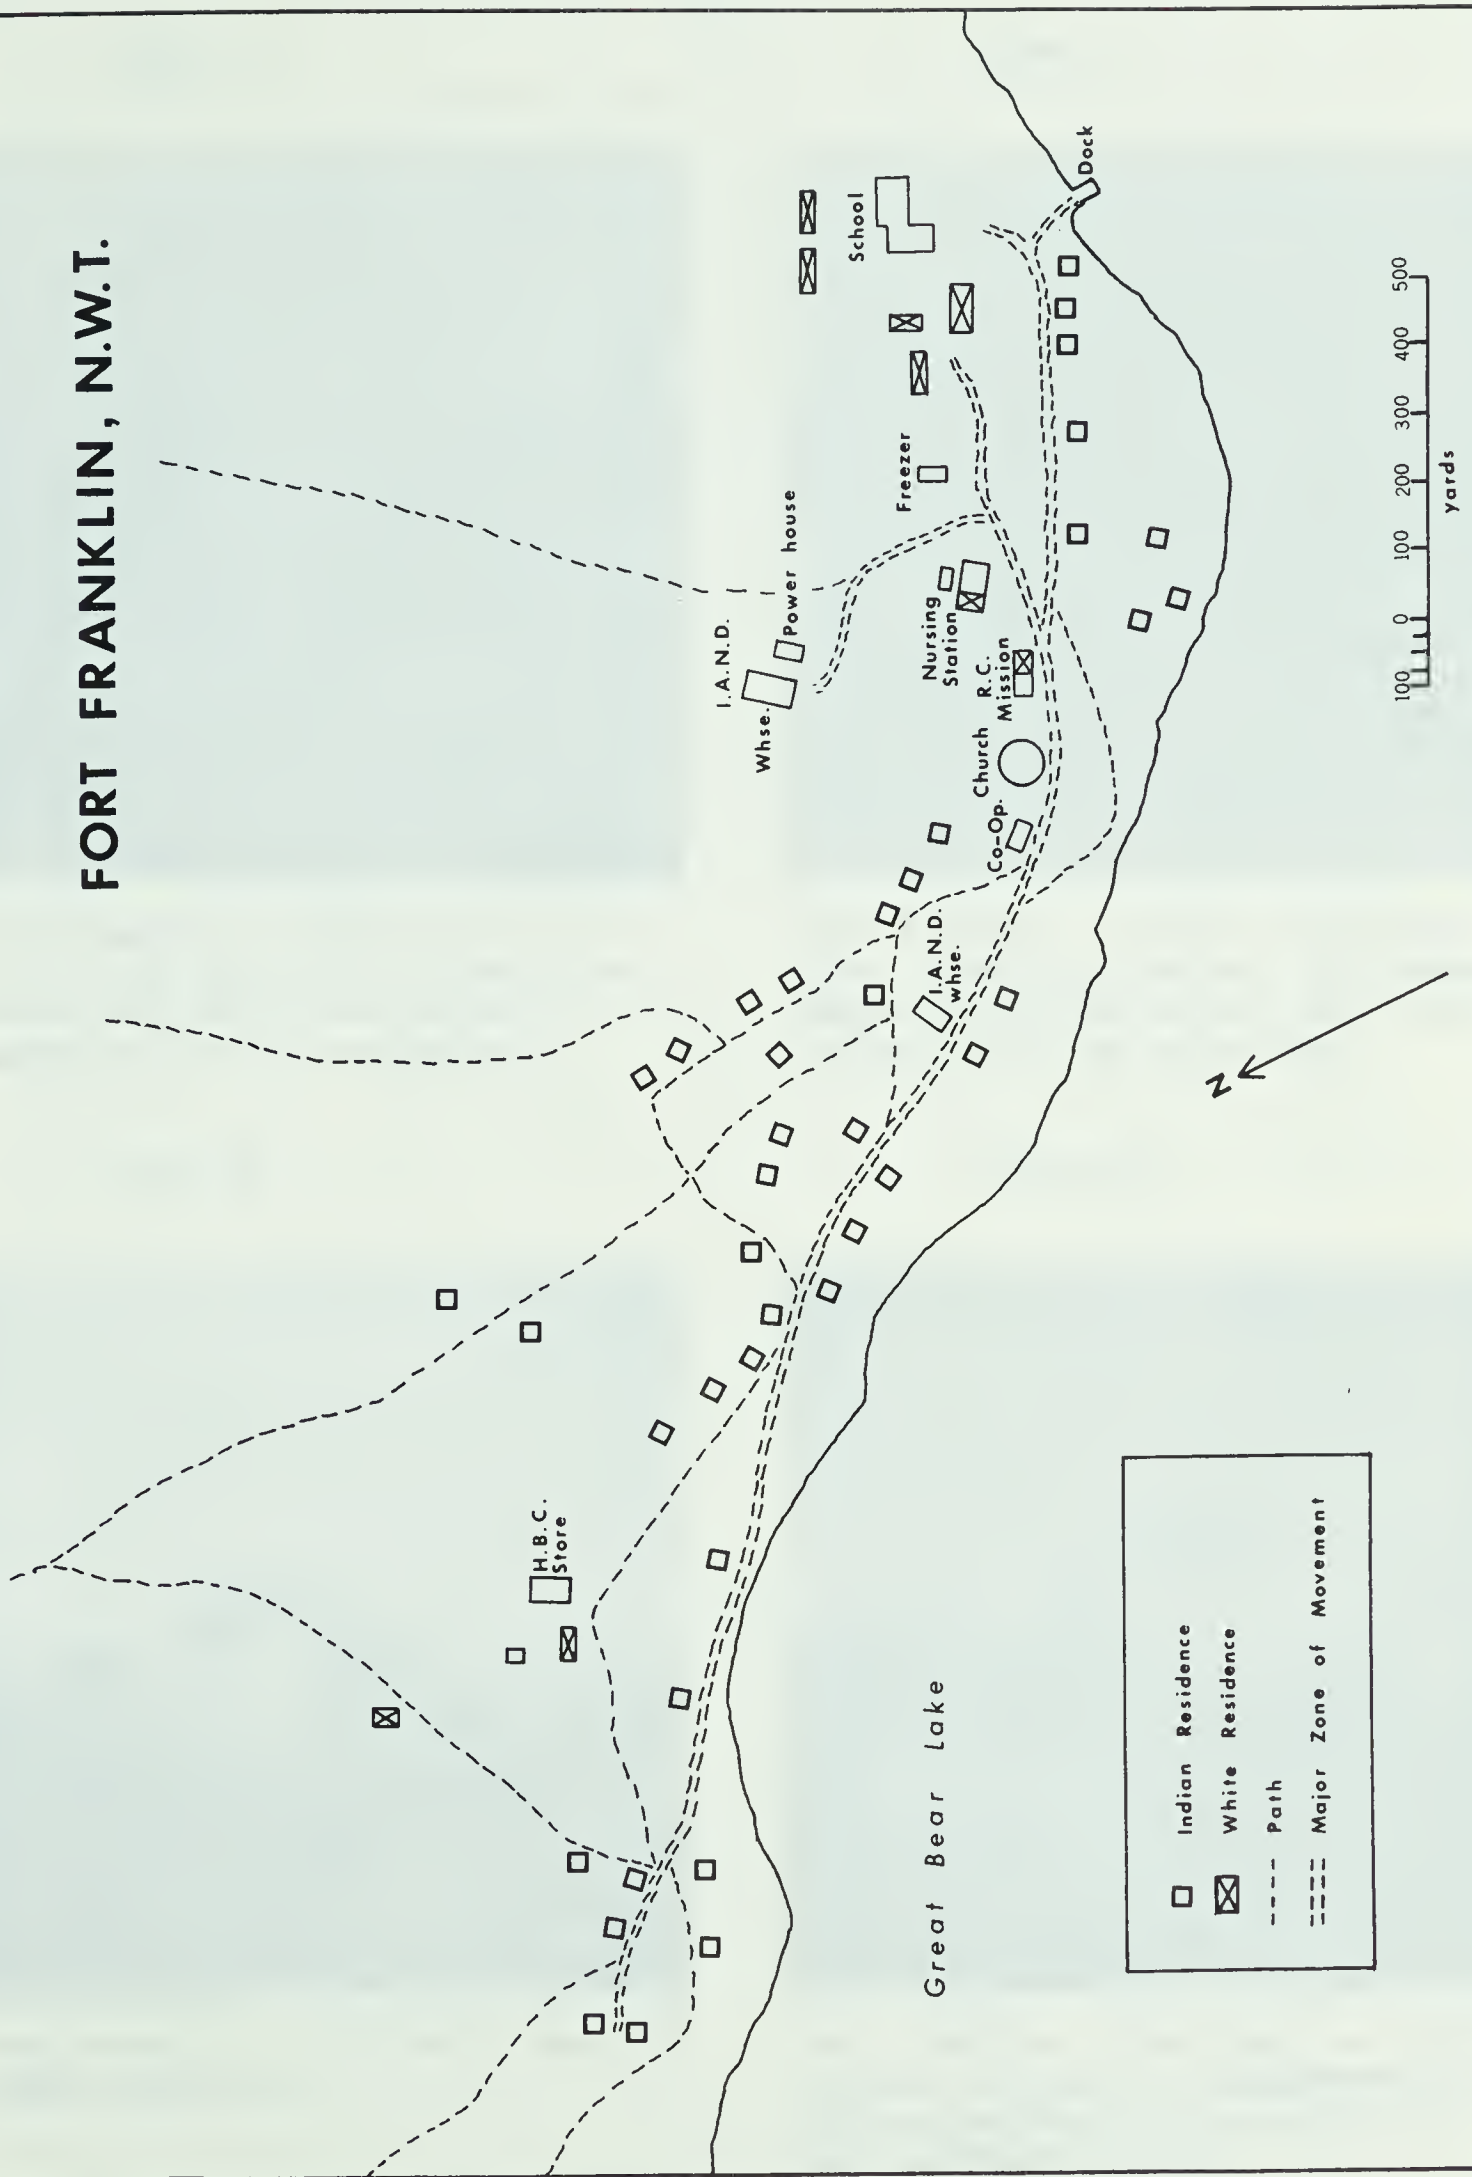 FORT FRANKLIN, N.W.T.
School
Dock
Freezer
Power house
I.A.N.D.
Whse.
Nursing
Station
R.C.
Mission
Church
Co-Op.
I.A.N.D.
whse.
H.B.C.
Store
N
Great Bear Lake
Indian Residence
White Residence
Path
Major Zone of Movement
100 0 100 200 300 400 500
yards